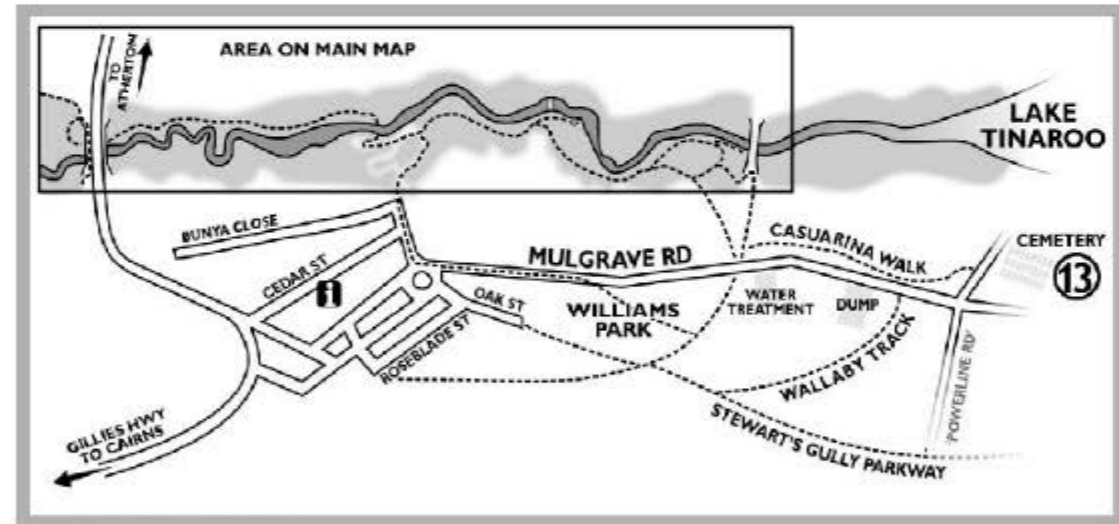 AREA ON MAIN MAP
TO
ATHERTON
LAKE
TINAROO
BUNYA CLOSE
CEDAR ST
i
MULGRAVE RD
CASUARINA WALK
CEMETERY
13
OAK ST
WILLIAMS
PARK
WATER
TREATMENT
DUMP
ROSEBLADE ST
WALLABY TRACK
POWERLINE RD
GILLIES HWY
TO CAIRNS
STEWART'S GULLY PARKWAY